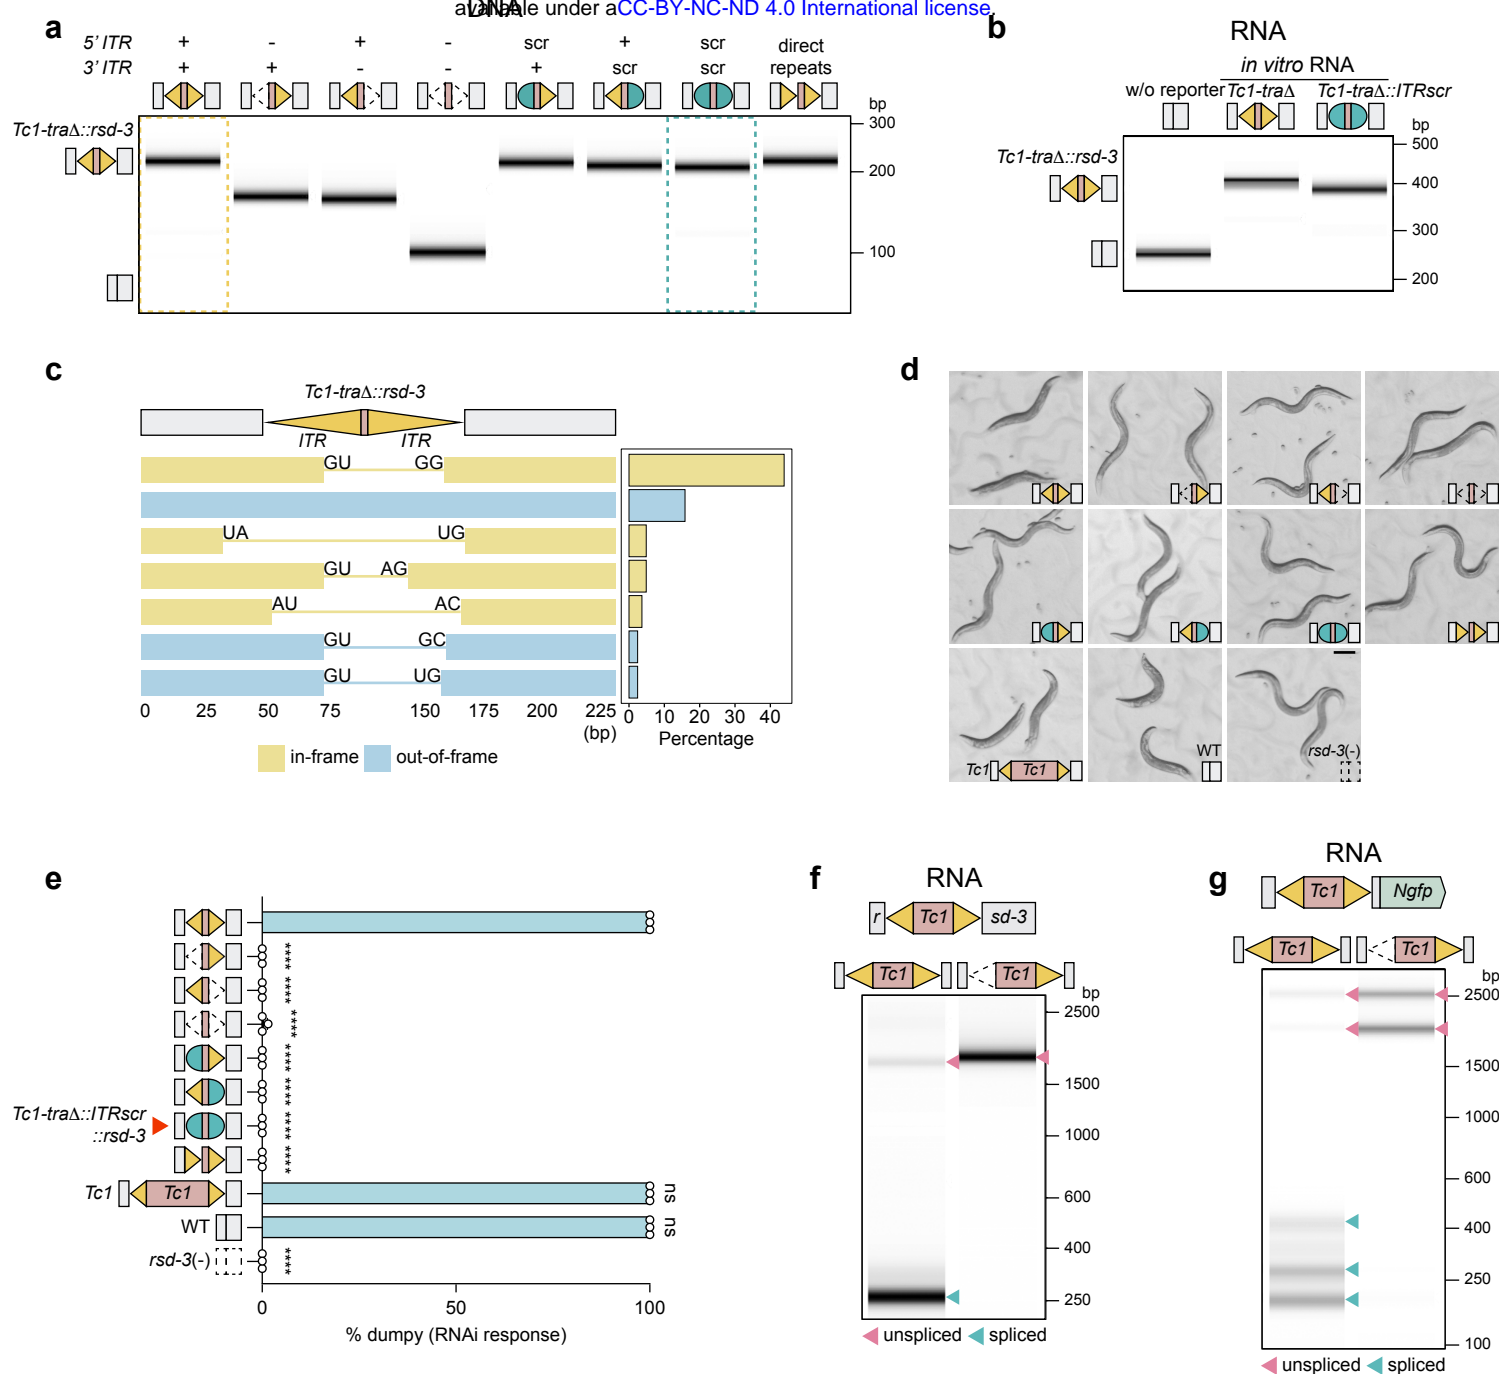 available under aCC-BY-NC-ND 4.0 International license.
DNA
a
5' ITR + - + - scr + scr direct
3' ITR + + - - + scr scr repeats
bp
Tc1-tra∆::rsd-3
300
200
100
b
RNA
in vitro RNA
w/o reporter Tc1-tra∆ Tc1-tra∆::ITRscr
bp
Tc1-tra∆::rsd-3
500
400
300
200
c
Tc1-tra∆::rsd-3
ITR ITR
GU GG
UA UG
GU AG
AU AC
GU GC
GU UG
0 25 50 75 150 175 200 225
(bp)
0 10 20 30 40
Percentage
in-frame out-of-frame
d
Tc1 Tc1
WT
rsd-3(-)
e
****
****
****
****
****
Tc1-tra∆::ITRscr
::rsd-3
****
****
Tc1 Tc1 ns
WT ns
rsd-3(-) ****
0 50 100
% dumpy (RNAi response)
f
RNA
r Tc1 sd-3
Tc1 Tc1
bp
2500
1500
1000
600
400
250
unspliced spliced
g
RNA
Tc1 Ngfp
Tc1 Tc1
bp
2500
1500
1000
600
400
250
100
unspliced spliced